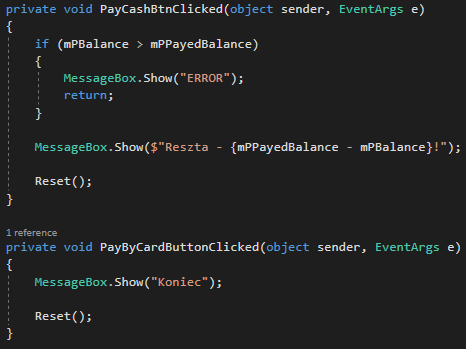 private void PayCashBtnClicked(object sender, EventArgs e)
{
if (mPBalance > mPPayedBalance)
{
MessageBox.Show("ERROR");
return;
}
MessageBox.Show($"Reszta - {mPPayedBalance - mPBalance}!");
Reset();
}
1 reference
private void PayByCardButtonClicked(object sender, EventArgs e)
{
MessageBox.Show("Koniec");
Reset();
}